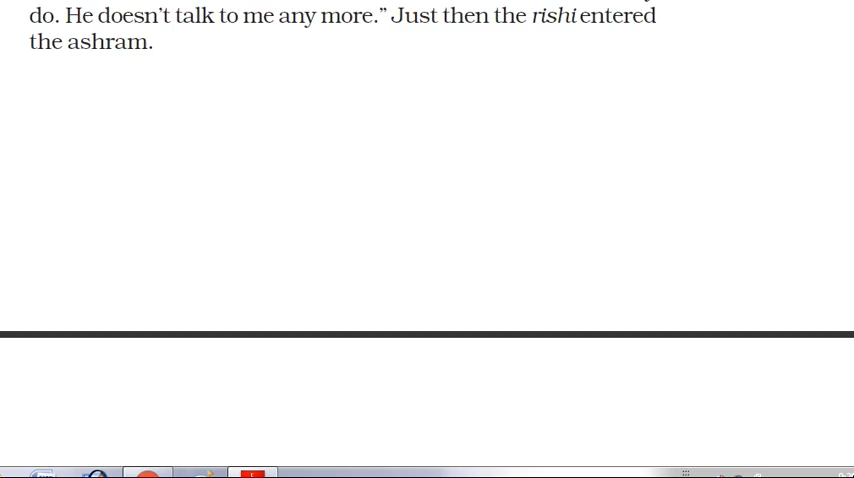 do. He doesn’t talk to me any more.” Just then the rishi entered
the ashram.